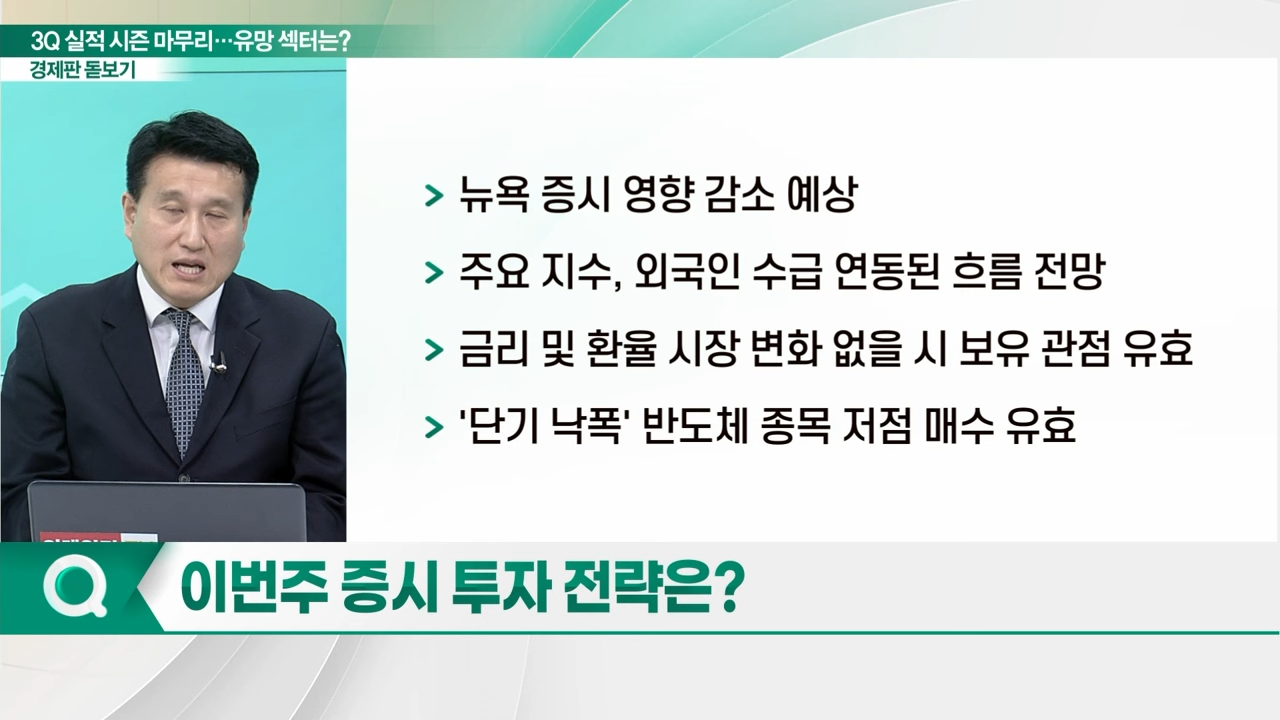 3Q 실적 시즌 마무리…유망 섹터는?
경제판 돋보기
> 뉴욕 증시 영향 감소 예상
> 주요 지수, 외국인 수급 연동된 흐름 전망
> 금리 및 환율 시장 변화 없을 시 보유 관점 유효
> '단기 낙폭' 반도체 종목 저점 매수 유효
Q 이번주 증시 투자 전략은?